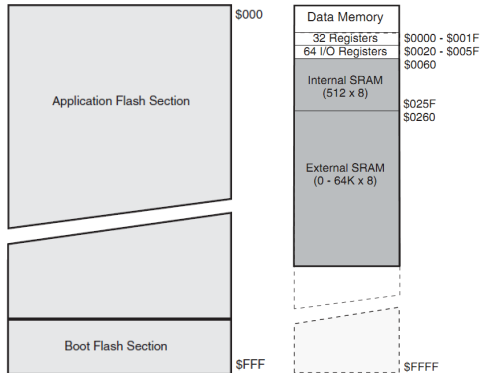 $000
Application Flash Section
Boot Flash Section
$FFF
Data Memory
32 Registers
$0000 - $001F
64 I/O Registers
$0020 - $005F
$0060
Internal SRAM
(512 x 8)
$025F
$0260
External SRAM
(0 - 64K x 8)
$FFFF